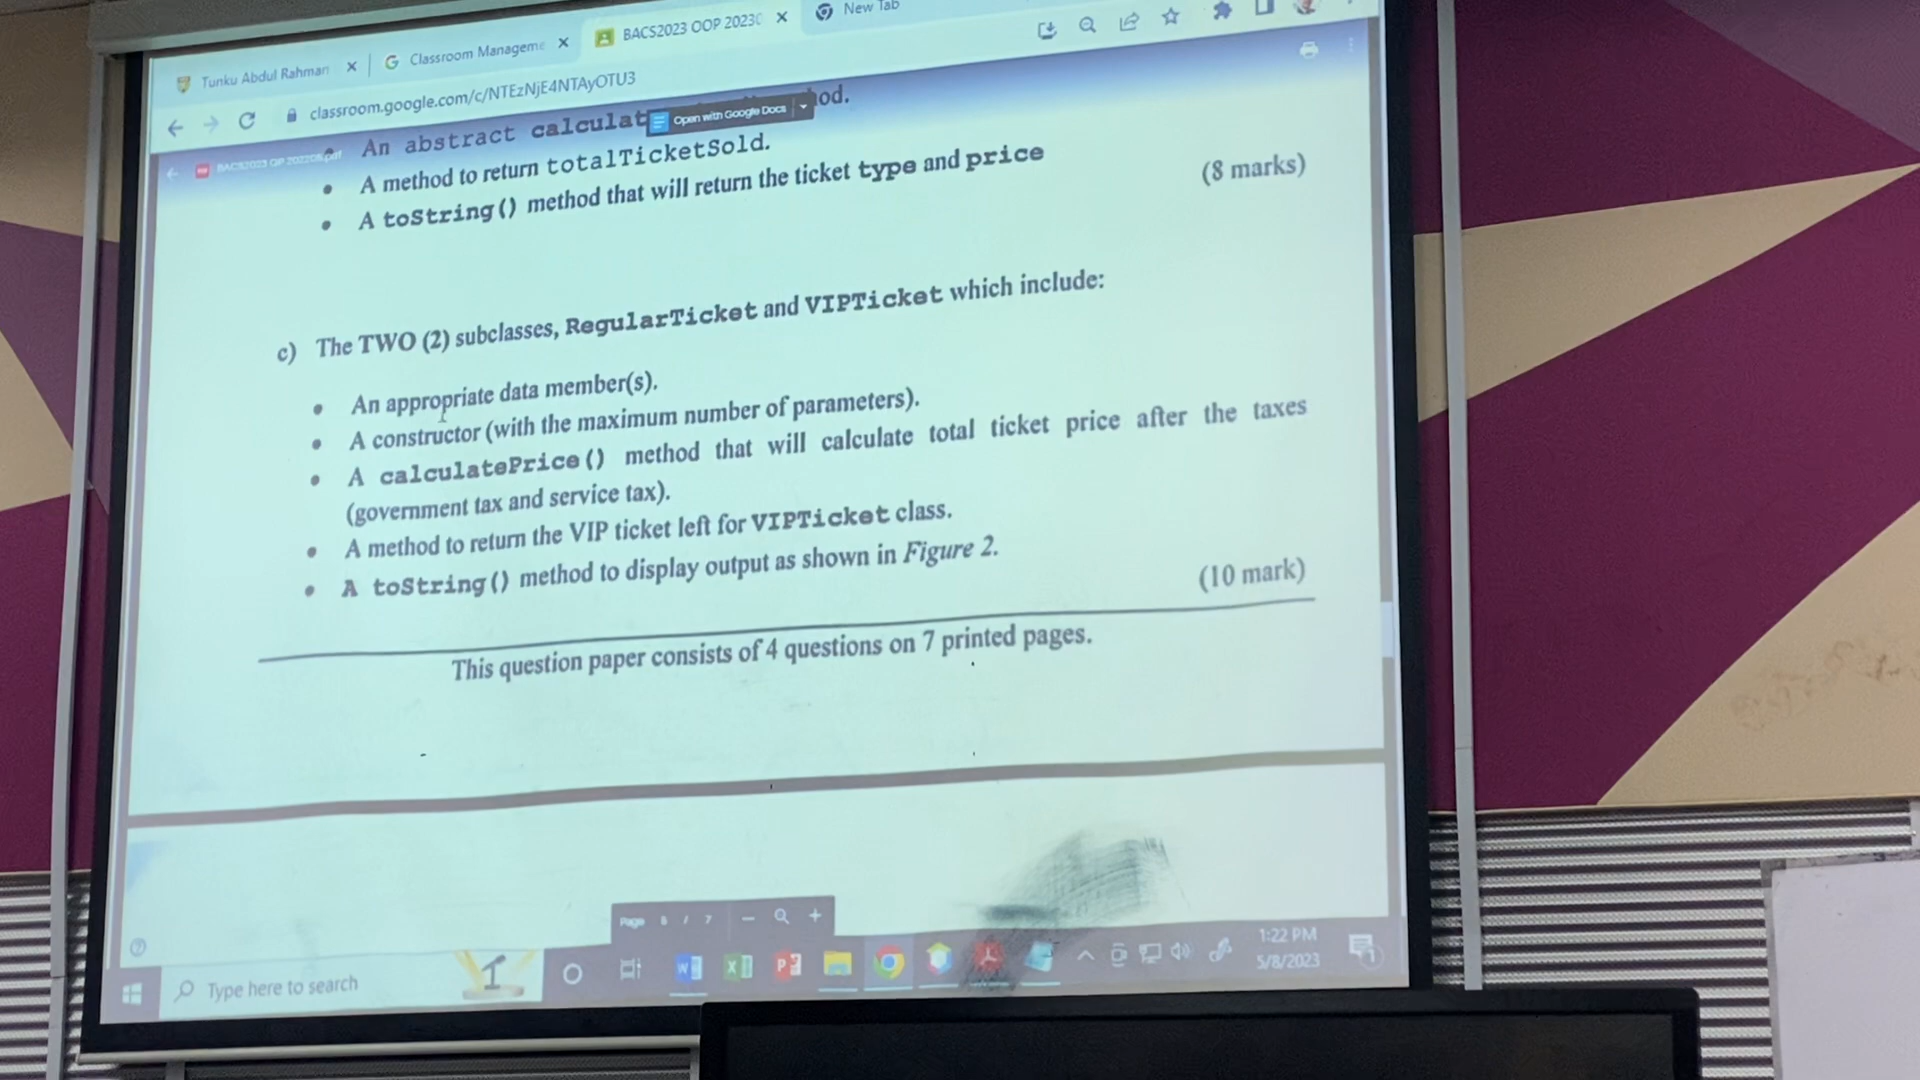 Tunku Abdul Rahman
Classroom Manageme
BACS2023 OOP 2023
New Tab
classroom.google.com/c/NTEzNjE4NTAyOTU3
Open with Google Docs
An abstract calculat
od.
A method to return totalTicketSold.
A toString() method that will return the ticket type and price
(8 marks)
c) The TWO (2) subclasses, RegularTicket and VIPTicket which include:
• An appropriate data member(s).
• A constructor (with the maximum number of parameters).
• A calculatePrice() method that will calculate total ticket price after the taxes
(government tax and service tax).
• A method to return the VIP ticket left for VIPTicket class.
• A toString() method to display output as shown in Figure 2.
(10 mark)
This question paper consists of 4 questions on 7 printed pages.
Page / 7
Type here to search
1:22 PM
5/8/2023